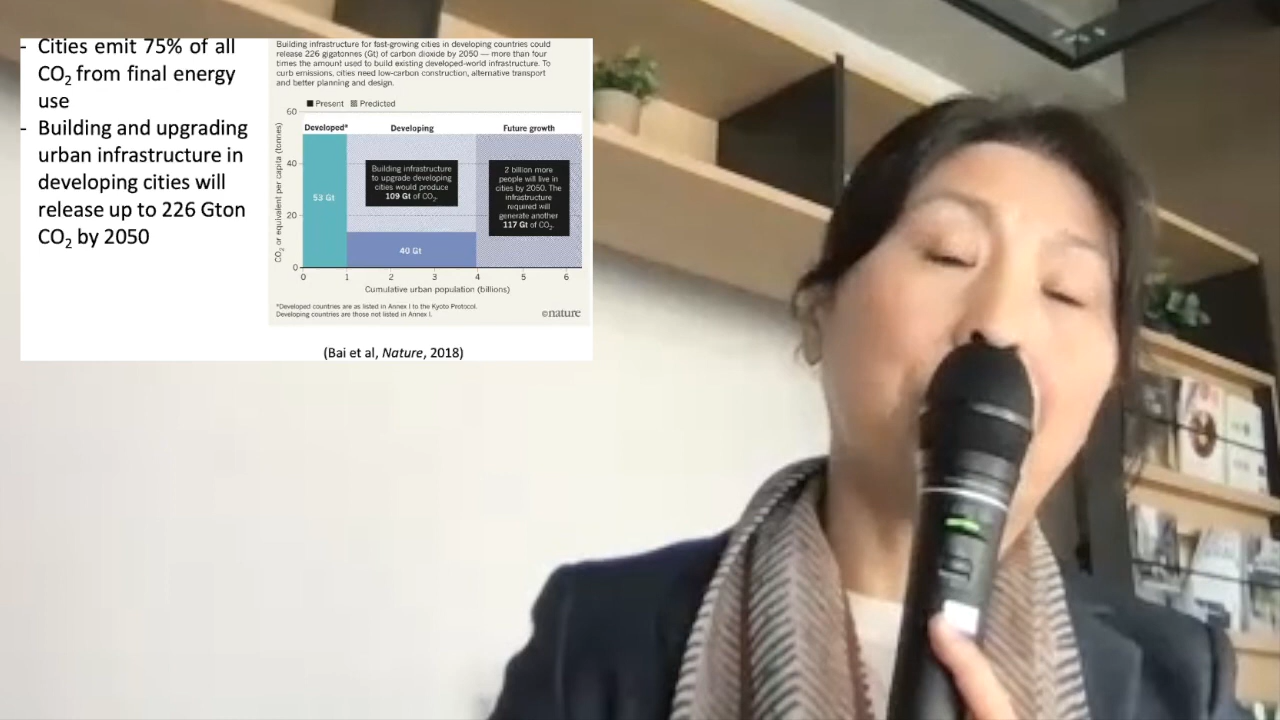 - Cities emit 75% of all
CO₂ from final energy
use
- Building and upgrading
urban infrastructure in
developing cities will
release up to 226 Gton
CO₂ by 2050
Building infrastructure for fast-growing cities in developing countries could
release 226 gigatonnes (Gt) of carbon dioxide by 2050 — more than four
times the amount used to build existing developed-world infrastructure. To
curb emissions, cities need low-carbon construction, alternative transport
and better planning and design.
Present Predicted
60
40
20
0
CO₂ or equivalent per capita (tonnes)
Developed*
Developing
Future growth
53 Gt
Building infrastructure
to upgrade developing
cities would produce
109 Gt of CO₂.
40 Gt
2 billion more
people will live in
cities by 2050. The
infrastructure
required will
generate another
117 Gt of CO₂.
0 1 2 3 4 5 6
Cumulative urban population (billions)
*Developed countries are as listed in Annex I to the Kyoto Protocol.
Developing countries are those not listed in Annex I.
©nature
(Bai et al, Nature, 2018)